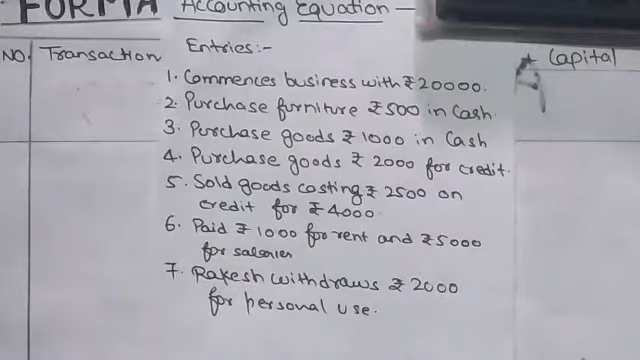 FORMA
Accounting Equation —
NO. Transaction
Entries:-
Capital
1. Commences business with ₹20000.
2. Purchase furniture ₹500 in Cash.
3. Purchase goods ₹1000 in Cash
4. Purchase goods ₹ 2000 for credit.
5. Sold goods costing ₹ 2500 on
credit for ₹4000.
6. Paid ₹1000 for rent and ₹5000
for salaries
7. Rakesh withdraws ₹2000
for personal use.